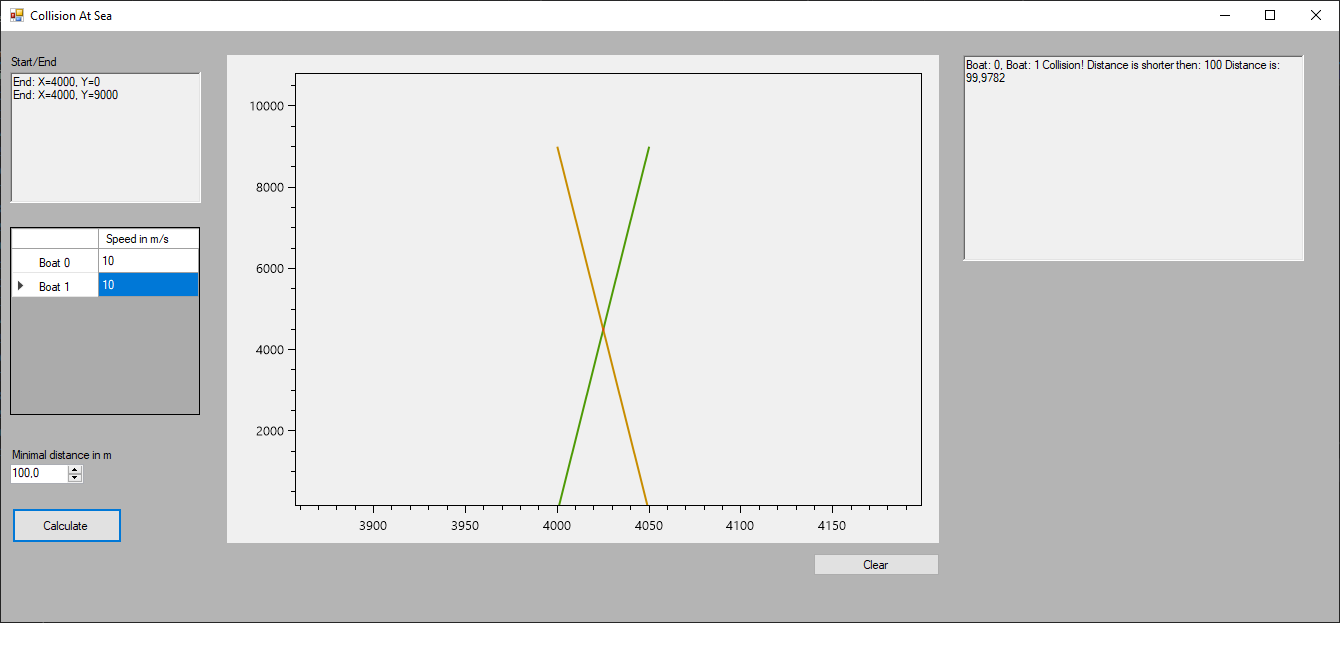 Collision At Sea
Start/End
End: X=4000, Y=0
End: X=4000, Y=9000
Speed in m/s
Boat 0 10
Boat 1 10
Minimal distance in m
100,0
Calculate
10000
8000
6000
4000
2000
3900 3950 4000 4050 4100 4150
Clear
Boat: 0, Boat: 1 Collision! Distance is shorter then: 100 Distance is:
99,9782